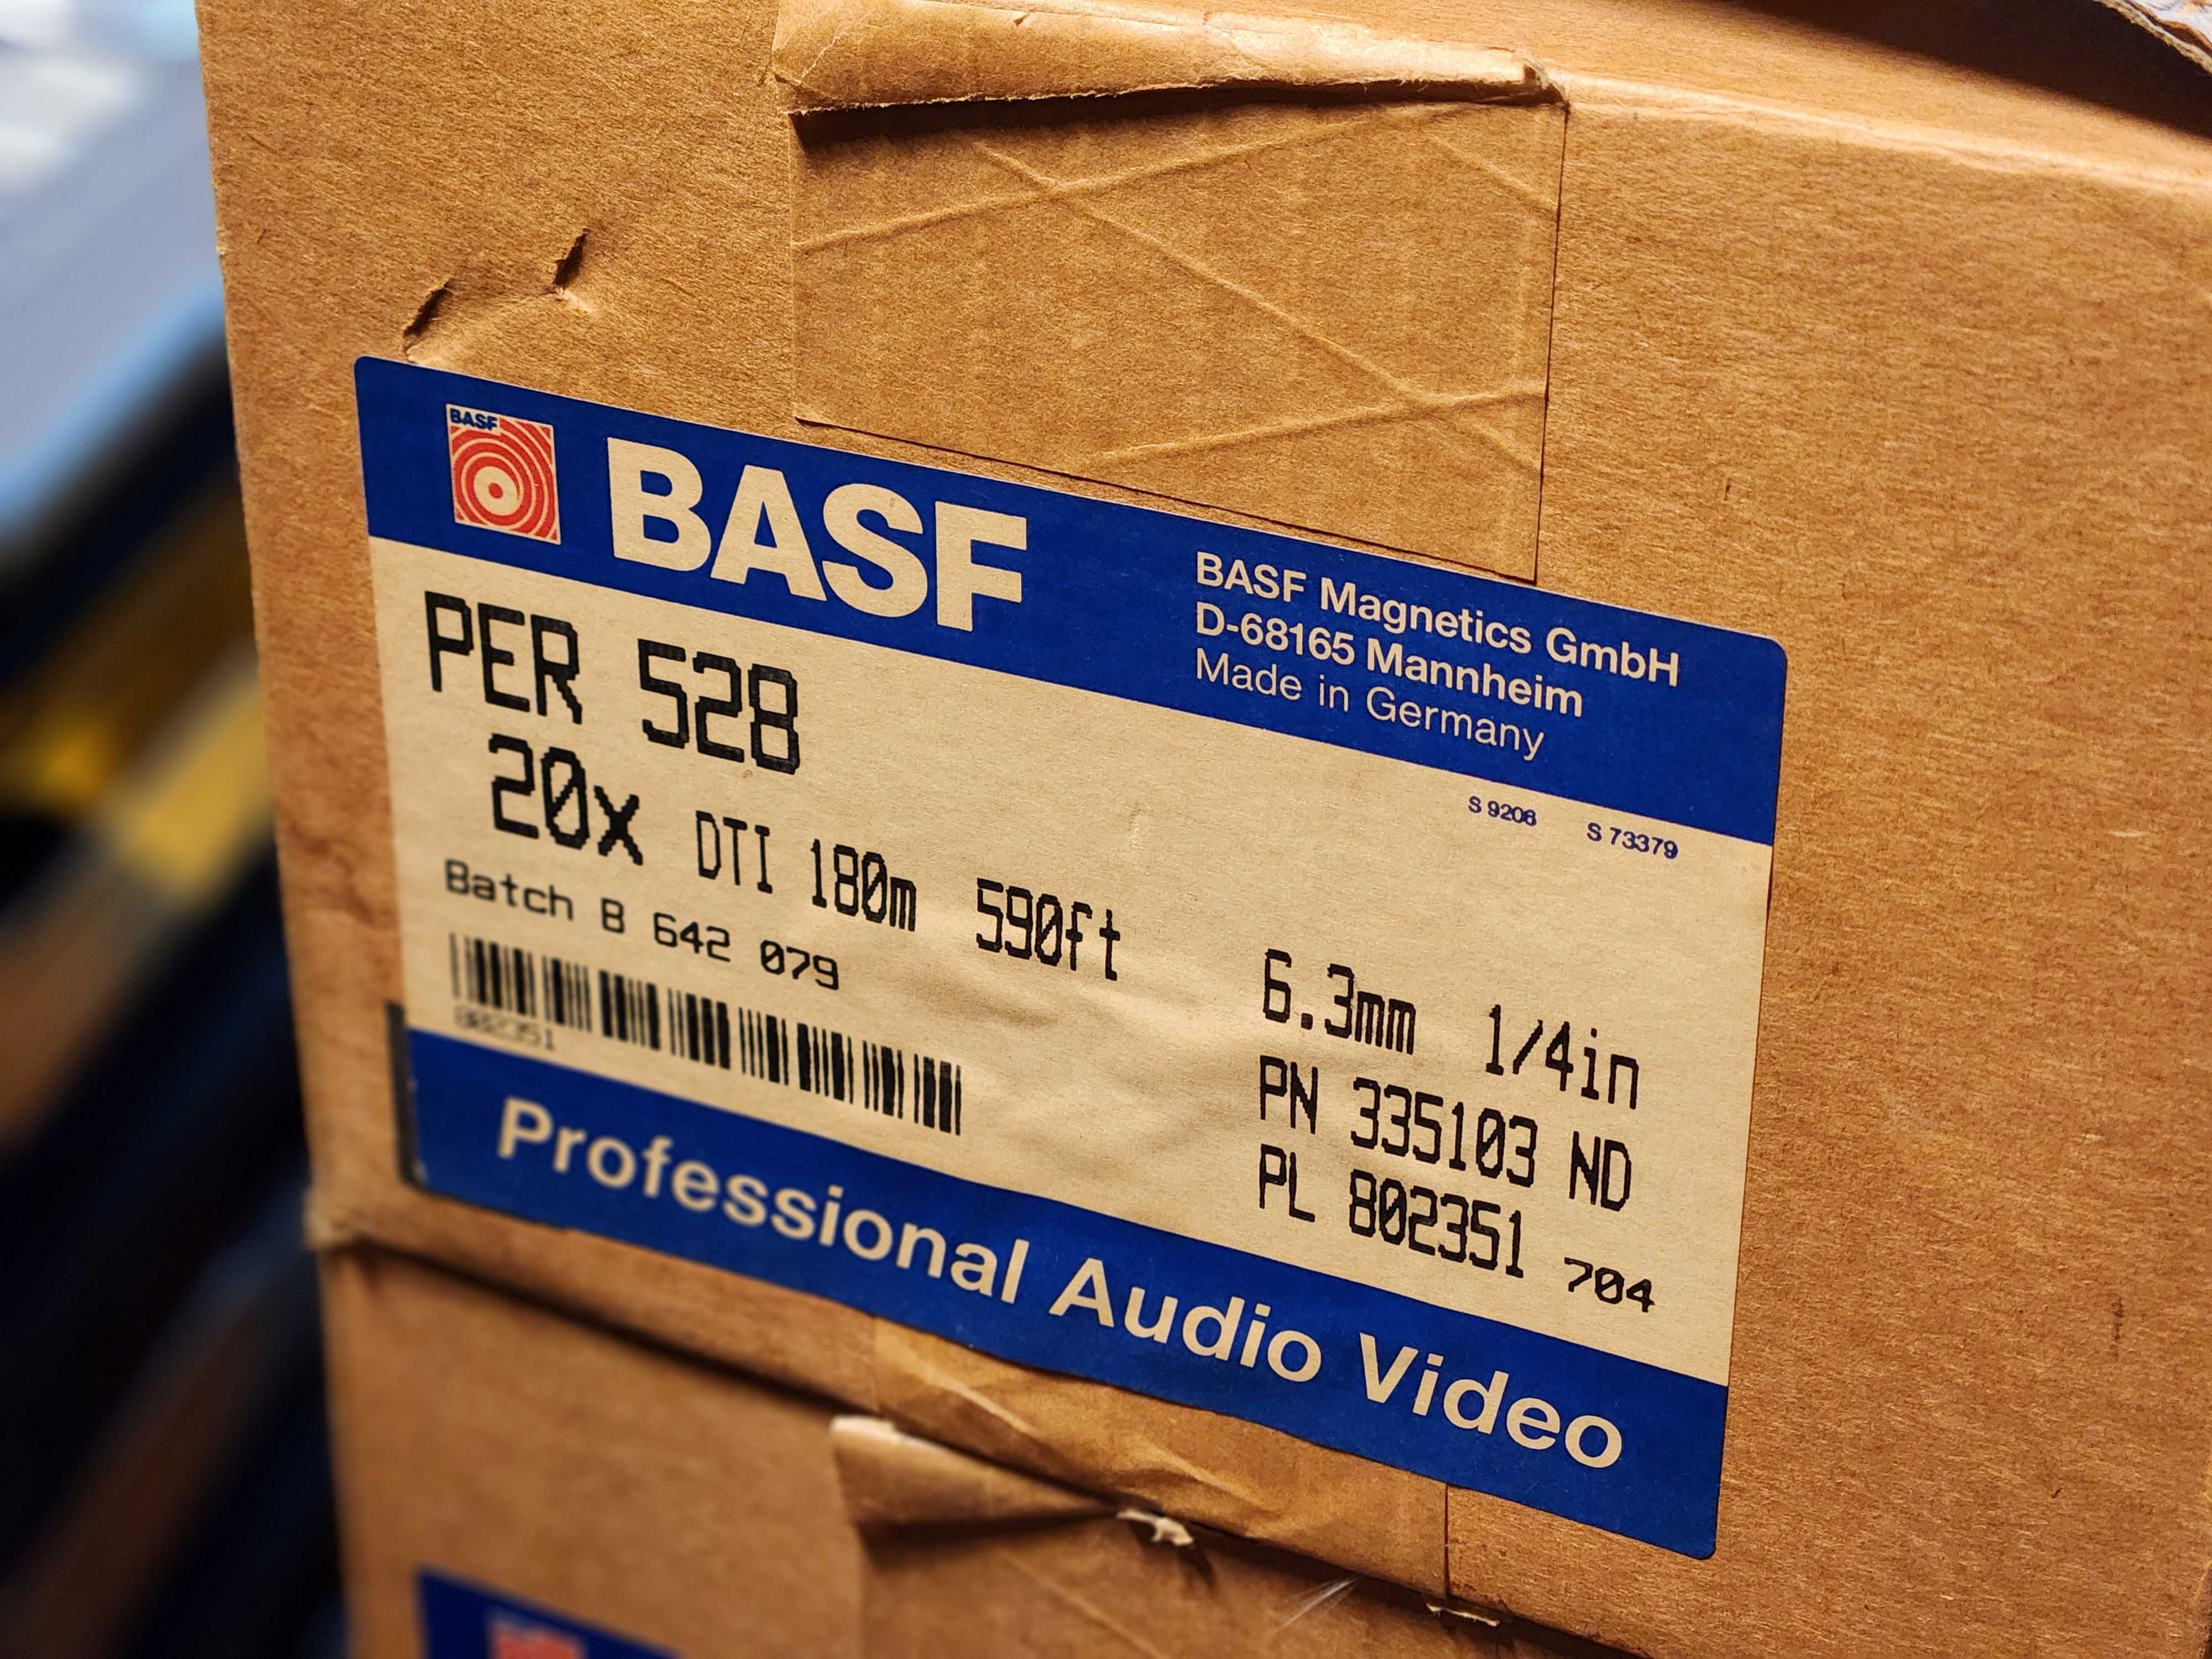 BASF
BASF
BASF Magnetics GmbH
D-68165 Mannheim
Made in Germany
S 9206 S 73379
PER 528
20x DTI 180m 590ft 6.3mm 1/4in
Batch B 642 079
PN 335103 ND
802351
PL 802351 704
Professional Audio Video